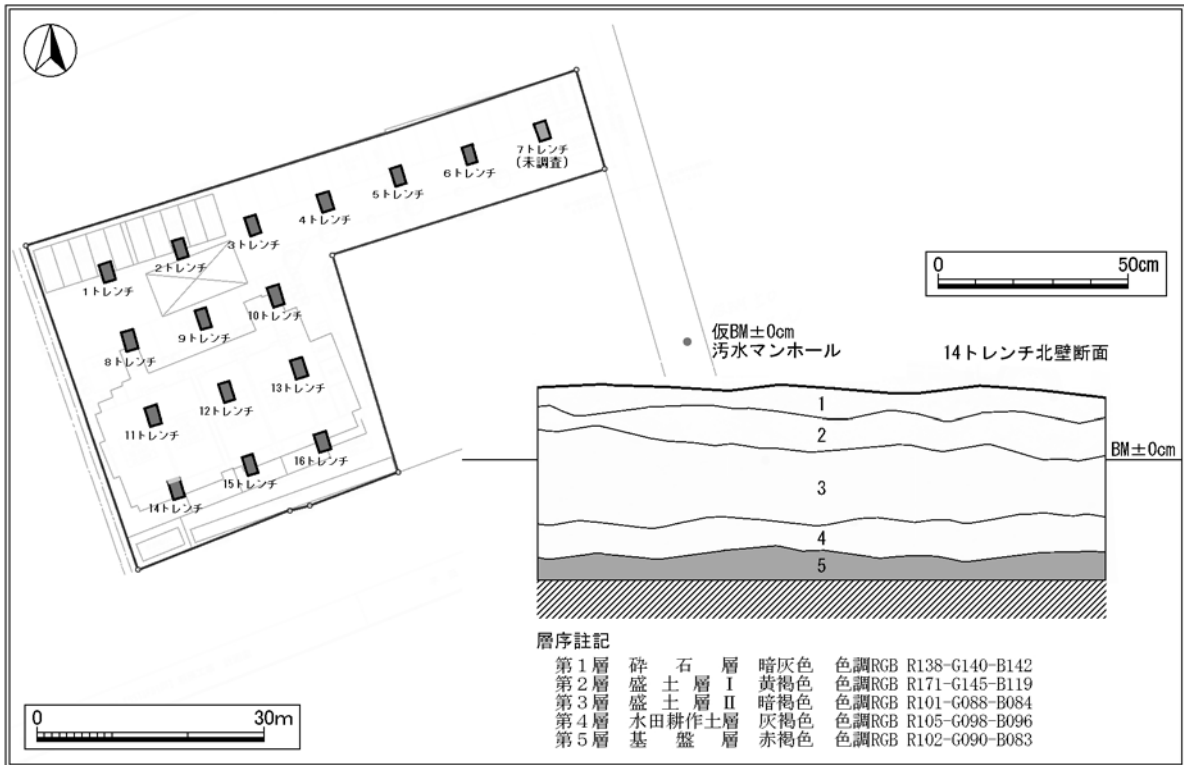 7トレンチ
(未調査)
6トレンチ
5トレンチ
4トレンチ
3トレンチ
2トレンチ
1トレンチ
10トレンチ
9トレンチ
8トレンチ
13トレンチ
12トレンチ
11トレンチ
16トレンチ
15トレンチ
14トレンチ
0 50cm
仮BM±0cm
汚水マンホール
14トレンチ北壁断面
1
2
BM±0cm
3
4
5
層序註記
第1層 砕石層 暗灰色 色調RGB R138-G140-B142
第2層 盛土層Ⅰ 黄褐色 色調RGB R171-G145-B119
第3層 盛土層Ⅱ 暗褐色 色調RGB R101-G088-B084
第4層 水田耕作土層 灰褐色 色調RGB R105-G098-B096
第5層 基盤層 赤褐色 色調RGB R102-G090-B083
0 30m